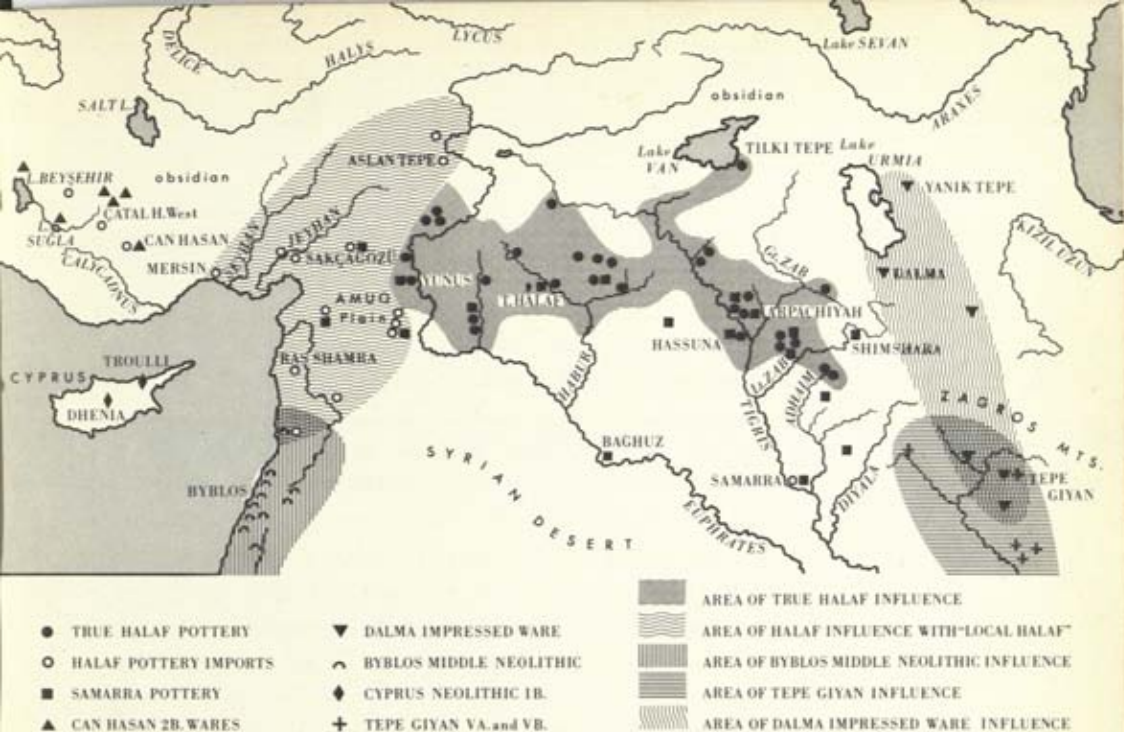 DELICE
HALYS
LYCUS
Lake SEVAN
ARAXES
SALT L.
obsidian
ASLANTEPE
Lake VAN
TILKI TEPE
Lake URMIA
YANIK TEPE
L.BEYŞEHIR
obsidian
CATAL H.West
L. SUGLA
CAN HASAN
CALYCADNUS
MERSIN
JEYHAN
SAKÇAGÖZÜ
YUNUS
T.HALAF
Gt. ZAB
DALMA
KIZIL UZUN
AMUQ
Plain
ARPACHIYAH
HASSUNA
SHIMSHARA
RAS SHAMRA
TROULLI
CYPRUS
DHENIA
HABUR
Ls.ZAB
ADHAIM
TIGRIS
ZAGROS MTS.
SYRIAN DESERT
BAGHUZ
SAMARRA
DIYALA
TEPE
GIYAN
BYBLOS
EUPHRATES
TRUE HALAF POTTERY
HALAF POTTERY IMPORTS
SAMARRA POTTERY
CAN HASAN 2B. WARES
DALMA IMPRESSED WARE
BYBLOS MIDDLE NEOLITHIC
CYPRUS NEOLITHIC 1B.
TEPE GIYAN VA. and VB.
AREA OF TRUE HALAF INFLUENCE
AREA OF HALAF INFLUENCE WITH "LOCAL HALAF"
AREA OF BYBLOS MIDDLE NEOLITHIC INFLUENCE
AREA OF TEPE GIYAN INFLUENCE
AREA OF DALMA IMPRESSED WARE INFLUENCE